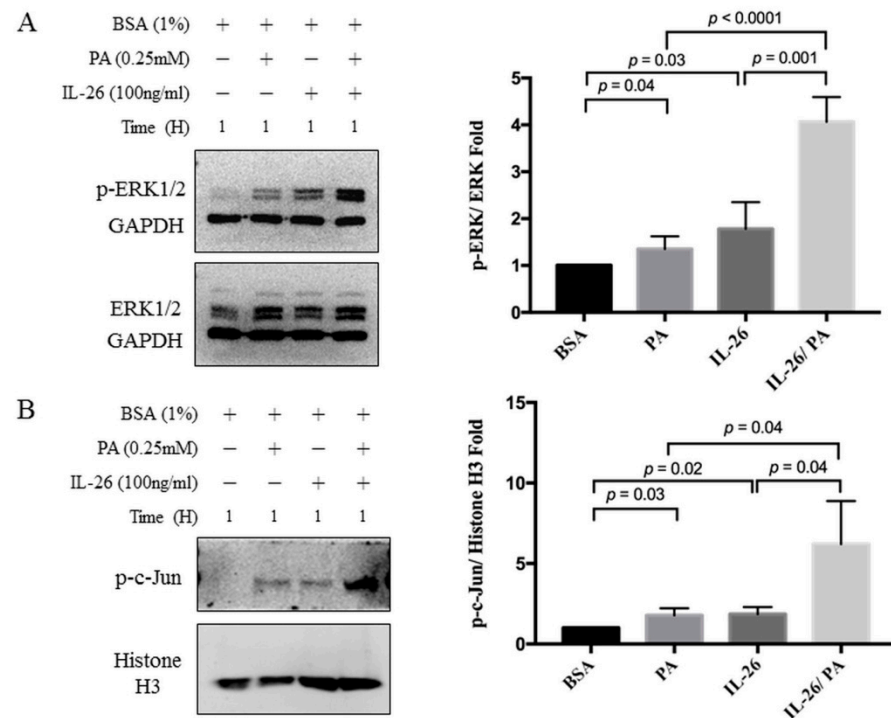 A
BSA (1%) + + + +
PA (0.25mM) − + − +
IL-26 (100ng/ml) − − + +
Time (H) 1 1 1 1
p-ERK1/2
GAPDH
ERK1/2
GAPDH
p < 0.0001
p = 0.03
p = 0.001
p = 0.04
p-ERK/ ERK Fold
5
4
3
2
1
0
BSA
PA
IL-26
IL-26/ PA
B
BSA (1%) + + + +
PA (0.25mM) − + − +
IL-26 (100ng/ml) − − + +
Time (H) 1 1 1 1
p-c-Jun
Histone
H3
p = 0.04
p = 0.02
p = 0.04
p = 0.03
p-c-Jun/ Histone H3 Fold
15
10
5
0
BSA
PA
IL-26
IL-26/ PA